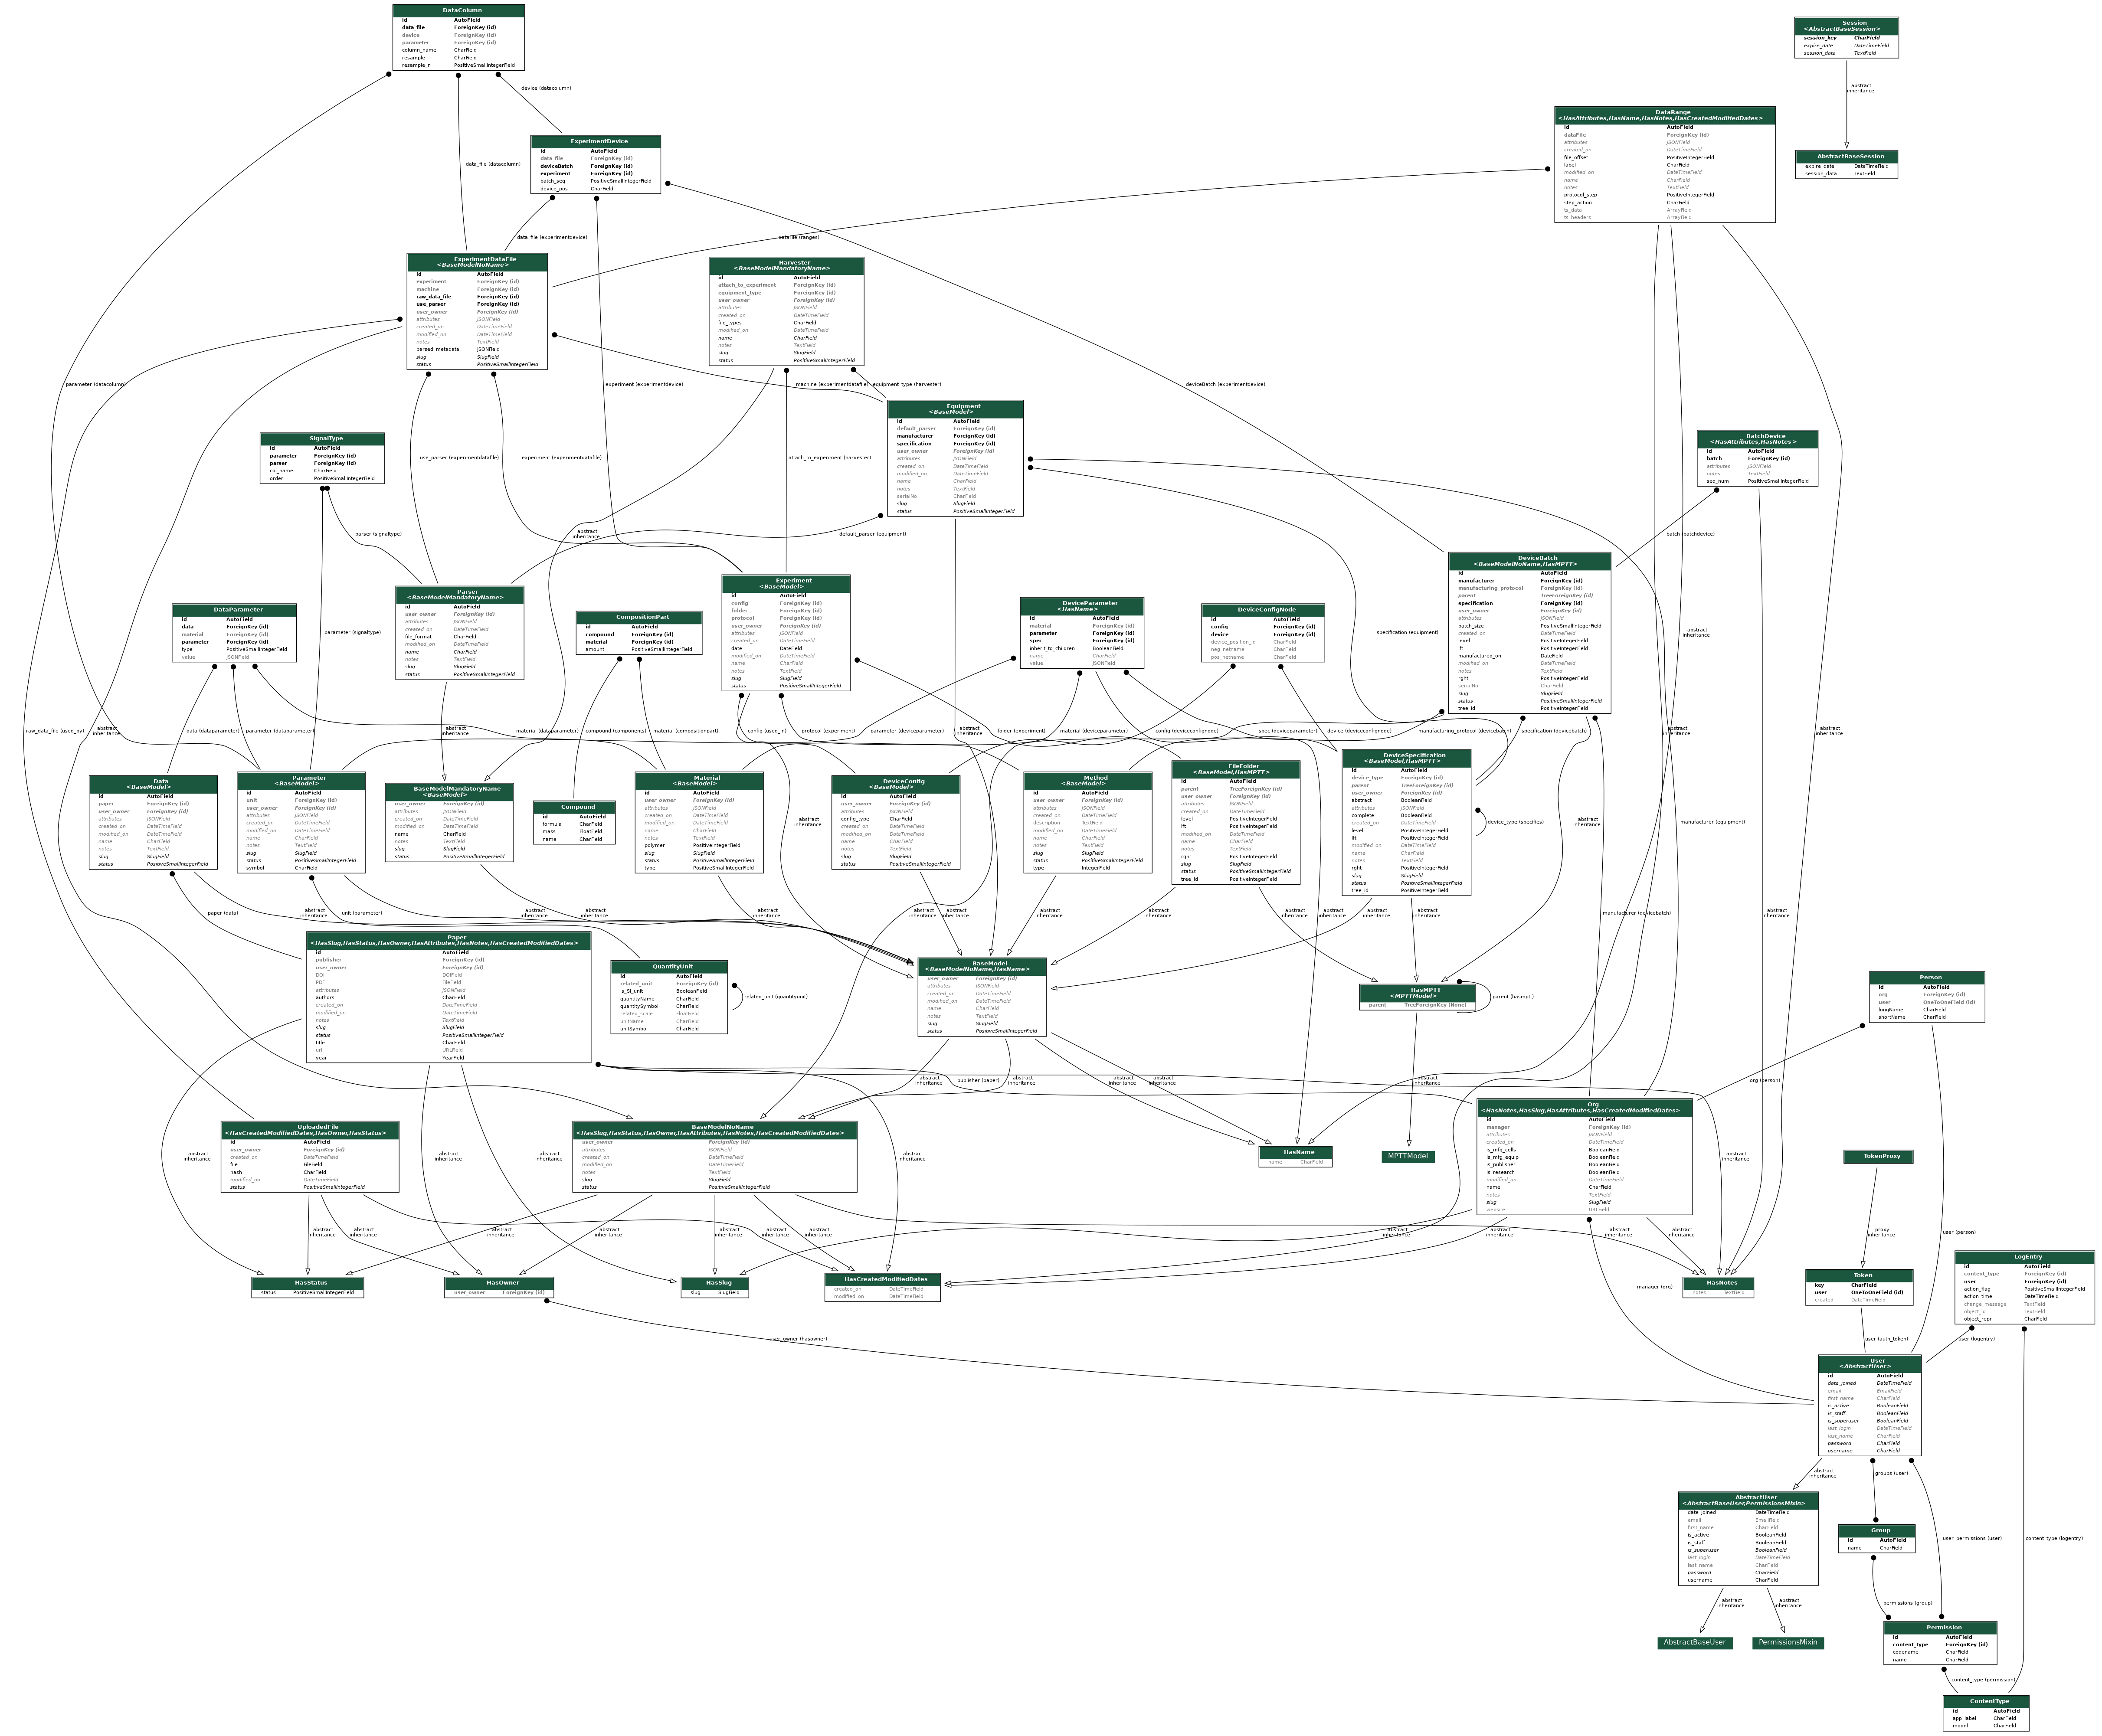 DataColumn
id AutoField
data_file ForeignKey (id)
device ForeignKey (id)
parameter ForeignKey (id)
column_name CharField
resample CharField
resample_n PositiveSmallIntegerField
Session
<AbstractBaseSession>
session_key CharField
expire_date DateTimeField
session_data TextField
device (datacolumn)
abstract
inheritance
DataRange
<HasAttributes,HasName,HasNotes,HasCreatedModifiedDates>
id AutoField
dataFile ForeignKey (id)
attributes JSONField
created_on DateTimeField
file_offset PositiveIntegerField
label CharField
modified_on DateTimeField
name CharField
notes TextField
protocol_step PositiveIntegerField
step_action CharField
ts_data ArrayField
ts_headers ArrayField
ExperimentDevice
id AutoField
data_file ForeignKey (id)
deviceBatch ForeignKey (id)
experiment ForeignKey (id)
batch_seq PositiveSmallIntegerField
device_pos CharField
AbstractBaseSession
expire_date DateTimeField
session_data TextField
data_file (datacolumn)
data_file (experimentdevice)
dataFile (ranges)
ExperimentDataFile
<BaseModelNoName>
id AutoField
experiment ForeignKey (id)
machine ForeignKey (id)
raw_data_file ForeignKey (id)
use_parser ForeignKey (id)
user_owner ForeignKey (id)
attributes JSONField
created_on DateTimeField
modified_on DateTimeField
notes TextField
parsed_metadata JSONField
slug SlugField
status PositiveSmallIntegerField
Harvester
<BaseModelMandatoryName>
id AutoField
attach_to_experiment ForeignKey (id)
equipment_type ForeignKey (id)
user_owner ForeignKey (id)
attributes JSONField
created_on DateTimeField
file_types CharField
modified_on DateTimeField
name CharField
notes TextField
slug SlugField
status PositiveSmallIntegerField
parameter (datacolumn)
experiment (experimentdevice)
machine (experimentdatafile)
equipment_type (harvester)
deviceBatch (experimentdevice)
Equipment
<BaseModel>
id AutoField
default_parser ForeignKey (id)
manufacturer ForeignKey (id)
specification ForeignKey (id)
user_owner ForeignKey (id)
attributes JSONField
created_on DateTimeField
modified_on DateTimeField
name CharField
notes TextField
serialNo CharField
slug SlugField
status PositiveSmallIntegerField
SignalType
id AutoField
parameter ForeignKey (id)
parser ForeignKey (id)
col_name CharField
order PositiveSmallIntegerField
BatchDevice
<HasAttributes,HasNotes>
id AutoField
batch ForeignKey (id)
attributes JSONField
notes TextField
seq_num PositiveSmallIntegerField
use_parser (experimentdatafile)
experiment (experimentdatafile)
attach_to_experiment (harvester)
parser (signaltype)
abstract
inheritance
default_parser (equipment)
batch (batchdevice)
DeviceBatch
<BaseModelNoName,HasMPTT>
id AutoField
manufacturer ForeignKey (id)
manufacturing_protocol ForeignKey (id)
parent TreeForeignKey (id)
specification ForeignKey (id)
user_owner ForeignKey (id)
attributes JSONField
batch_size PositiveSmallIntegerField
created_on DateTimeField
level PositiveIntegerField
lft PositiveIntegerField
manufactured_on DateField
modified_on DateTimeField
notes TextField
rght PositiveIntegerField
serialNo CharField
slug SlugField
status PositiveSmallIntegerField
tree_id PositiveIntegerField
Parser
<BaseModelMandatoryName>
id AutoField
user_owner ForeignKey (id)
attributes JSONField
created_on DateTimeField
file_format CharField
modified_on DateTimeField
name CharField
notes TextField
slug SlugField
status PositiveSmallIntegerField
Experiment
<BaseModel>
id AutoField
config ForeignKey (id)
folder ForeignKey (id)
protocol ForeignKey (id)
user_owner ForeignKey (id)
attributes JSONField
created_on DateTimeField
date DateField
modified_on DateTimeField
name CharField
notes TextField
slug SlugField
status PositiveSmallIntegerField
DataParameter
id AutoField
data ForeignKey (id)
material ForeignKey (id)
parameter ForeignKey (id)
type PositiveSmallIntegerField
value JSONField
CompositionPart
id AutoField
compound ForeignKey (id)
material ForeignKey (id)
amount PositiveSmallIntegerField
DeviceParameter
<HasName>
id AutoField
material ForeignKey (id)
parameter ForeignKey (id)
spec ForeignKey (id)
inherit_to_children BooleanField
name CharField
value JSONField
DeviceConfigNode
id AutoField
config ForeignKey (id)
device ForeignKey (id)
device_position_id CharField
neg_netname CharField
pos_netname CharField
parameter (signaltype)
specification (equipment)
abstract
inheritance
raw_data_file (used_by)
abstract
inheritance
data (dataparameter)
parameter (dataparameter)
abstract
inheritance
material (dataparameter)
compound (components)
material (compositionpart)
config (used_in)
protocol (experiment)
parameter (deviceparameter)
abstract
inheritance
folder (experiment)
material (deviceparameter)
config (deviceconfignode)
spec (deviceparameter)
device (deviceconfignode)
manufacturing_protocol (devicebatch)
specification (devicebatch)
abstract
inheritance
abstract
inheritance
Data
<BaseModel>
id AutoField
paper ForeignKey (id)
user_owner ForeignKey (id)
attributes JSONField
created_on DateTimeField
modified_on DateTimeField
name CharField
notes TextField
slug SlugField
status PositiveSmallIntegerField
Parameter
<BaseModel>
id AutoField
unit ForeignKey (id)
user_owner ForeignKey (id)
attributes JSONField
created_on DateTimeField
modified_on DateTimeField
name CharField
notes TextField
slug SlugField
status PositiveSmallIntegerField
symbol CharField
BaseModelMandatoryName
<BaseModel>
user_owner ForeignKey (id)
attributes JSONField
created_on DateTimeField
modified_on DateTimeField
name CharField
notes TextField
slug SlugField
status PositiveSmallIntegerField
Compound
id AutoField
formula CharField
mass FloatField
name CharField
Material
<BaseModel>
id AutoField
user_owner ForeignKey (id)
attributes JSONField
created_on DateTimeField
modified_on DateTimeField
name CharField
notes TextField
polymer PositiveIntegerField
slug SlugField
status PositiveSmallIntegerField
type PositiveSmallIntegerField
DeviceConfig
<BaseModel>
id AutoField
user_owner ForeignKey (id)
attributes JSONField
config_type CharField
created_on DateTimeField
modified_on DateTimeField
name CharField
notes TextField
slug SlugField
status PositiveSmallIntegerField
Method
<BaseModel>
id AutoField
user_owner ForeignKey (id)
attributes JSONField
created_on DateTimeField
description TextField
modified_on DateTimeField
name CharField
notes TextField
slug SlugField
status PositiveSmallIntegerField
type IntegerField
FileFolder
<BaseModel,HasMPTT>
id AutoField
parent TreeForeignKey (id)
user_owner ForeignKey (id)
attributes JSONField
created_on DateTimeField
level PositiveIntegerField
lft PositiveIntegerField
modified_on DateTimeField
name CharField
notes TextField
rght PositiveIntegerField
slug SlugField
status PositiveSmallIntegerField
tree_id PositiveIntegerField
DeviceSpecification
<BaseModel,HasMPTT>
id AutoField
device_type ForeignKey (id)
parent TreeForeignKey (id)
user_owner ForeignKey (id)
abstract BooleanField
attributes JSONField
complete BooleanField
created_on DateTimeField
level PositiveIntegerField
lft PositiveIntegerField
modified_on DateTimeField
name CharField
notes TextField
rght PositiveIntegerField
slug SlugField
status PositiveSmallIntegerField
tree_id PositiveIntegerField
abstract
inheritance
device_type (specifies)
abstract
inheritance
manufacturer (equipment)
paper (data)
abstract
inheritance
unit (parameter)
abstract
inheritance
abstract
inheritance
abstract
inheritance
abstract
inheritance
abstract
inheritance
abstract
inheritance
abstract
inheritance
abstract
inheritance
abstract
inheritance
abstract
inheritance
abstract
inheritance
manufacturer (devicebatch)
abstract
inheritance
Paper
<HasSlug,HasStatus,HasOwner,HasAttributes,HasNotes,HasCreatedModifiedDates>
id AutoField
publisher ForeignKey (id)
user_owner ForeignKey (id)
DOI DOIField
PDF FileField
attributes JSONField
authors CharField
created_on DateTimeField
modified_on DateTimeField
notes TextField
slug SlugField
status PositiveSmallIntegerField
title CharField
url URLField
year YearField
QuantityUnit
id AutoField
related_unit ForeignKey (id)
is_SI_unit BooleanField
quantityName CharField
quantitySymbol CharField
related_scale FloatField
unitName CharField
unitSymbol CharField
related_unit (quantityunit)
BaseModel
<BaseModelNoName,HasName>
user_owner ForeignKey (id)
attributes JSONField
created_on DateTimeField
modified_on DateTimeField
name CharField
notes TextField
slug SlugField
status PositiveSmallIntegerField
HasMPTT
<MPTTModel>
parent TreeForeignKey (None)
parent (hasmptt)
Person
id AutoField
org ForeignKey (id)
user OneToOneField (id)
longName CharField
shortName CharField
abstract
inheritance
publisher (paper)
abstract
inheritance
abstract
inheritance
abstract
inheritance
abstract
inheritance
org (person)
UploadedFile
<HasCreatedModifiedDates,HasOwner,HasStatus>
id AutoField
user_owner ForeignKey (id)
created_on DateTimeField
file FileField
hash CharField
modified_on DateTimeField
status PositiveSmallIntegerField
BaseModelNoName
<HasSlug,HasStatus,HasOwner,HasAttributes,HasNotes,HasCreatedModifiedDates>
user_owner ForeignKey (id)
attributes JSONField
created_on DateTimeField
modified_on DateTimeField
notes TextField
slug SlugField
status PositiveSmallIntegerField
HasName
name CharField
MPTTModel
Org
<HasNotes,HasSlug,HasAttributes,HasCreatedModifiedDates>
id AutoField
manager ForeignKey (id)
attributes JSONField
created_on DateTimeField
is_mfg_cells BooleanField
is_mfg_equip BooleanField
is_publisher BooleanField
is_research BooleanField
modified_on DateTimeField
name CharField
notes TextField
slug SlugField
website URLField
TokenProxy
abstract
inheritance
abstract
inheritance
abstract
inheritance
abstract
inheritance
abstract
inheritance
abstract
inheritance
abstract
inheritance
abstract
inheritance
abstract
inheritance
abstract
inheritance
abstract
inheritance
abstract
inheritance
abstract
inheritance
abstract
inheritance
abstract
inheritance
abstract
inheritance
proxy
inheritance
user (person)
HasStatus
status PositiveSmallIntegerField
HasOwner
user_owner ForeignKey (id)
HasSlug
slug SlugField
HasCreatedModifiedDates
created_on DateTimeField
modified_on DateTimeField
manager (org)
HasNotes
notes TextField
Token
key CharField
user OneToOneField (id)
created DateTimeField
LogEntry
id AutoField
content_type ForeignKey (id)
user ForeignKey (id)
action_flag PositiveSmallIntegerField
action_time DateTimeField
change_message TextField
object_id TextField
object_repr CharField
user_owner (hasowner)
user (auth_token)
user (logentry)
User
<AbstractUser>
id AutoField
date_joined DateTimeField
email EmailField
first_name CharField
is_active BooleanField
is_staff BooleanField
is_superuser BooleanField
last_login DateTimeField
last_name CharField
password CharField
username CharField
abstract
inheritance
groups (user)
AbstractUser
<AbstractBaseUser,PermissionsMixin>
date_joined DateTimeField
email EmailField
first_name CharField
is_active BooleanField
is_staff BooleanField
is_superuser BooleanField
last_login DateTimeField
last_name CharField
password CharField
username CharField
Group
id AutoField
name CharField
user_permissions (user)
content_type (logentry)
abstract
inheritance
abstract
inheritance
permissions (group)
AbstractBaseUser
PermissionsMixin
Permission
id AutoField
content_type ForeignKey (id)
codename CharField
name CharField
content_type (permission)
ContentType
id AutoField
app_label CharField
model CharField